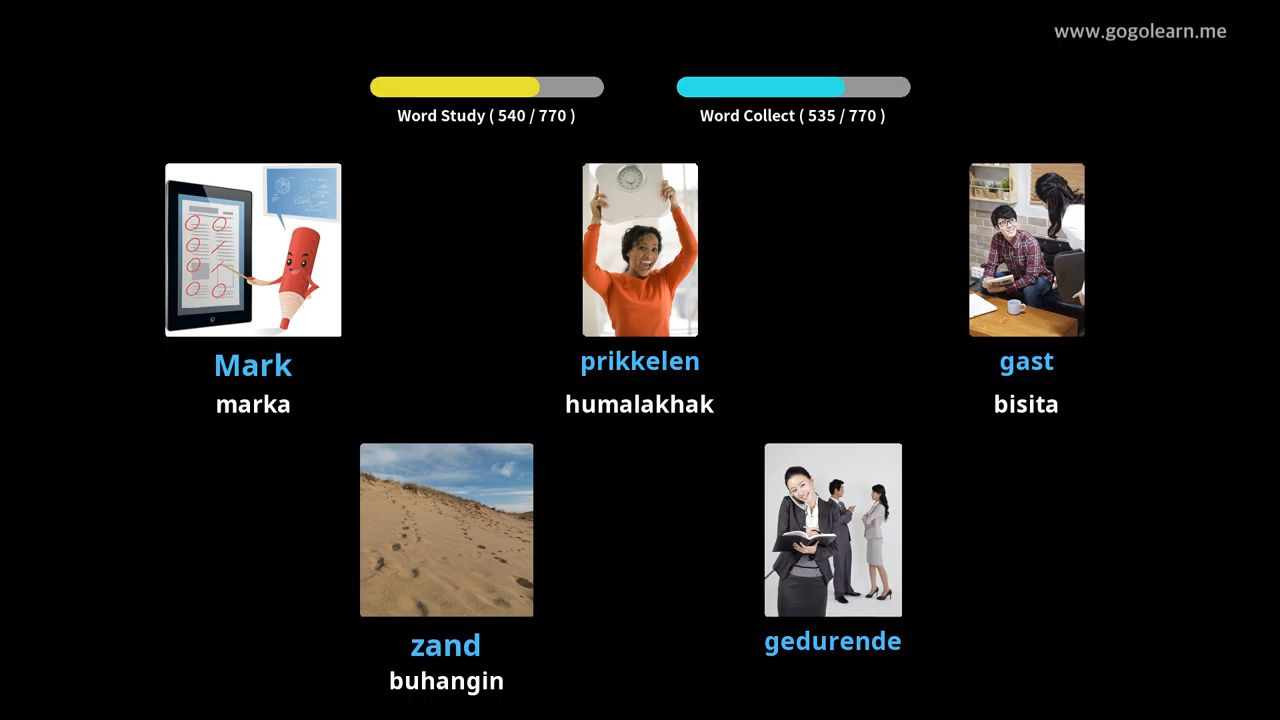 www.gogolearn.me
Word Study ( 540 / 770 )
Word Collect ( 535 / 770 )
Mark
marka
prikkelen
humalakhak
gast
bisita
zand
buhangin
gedurende